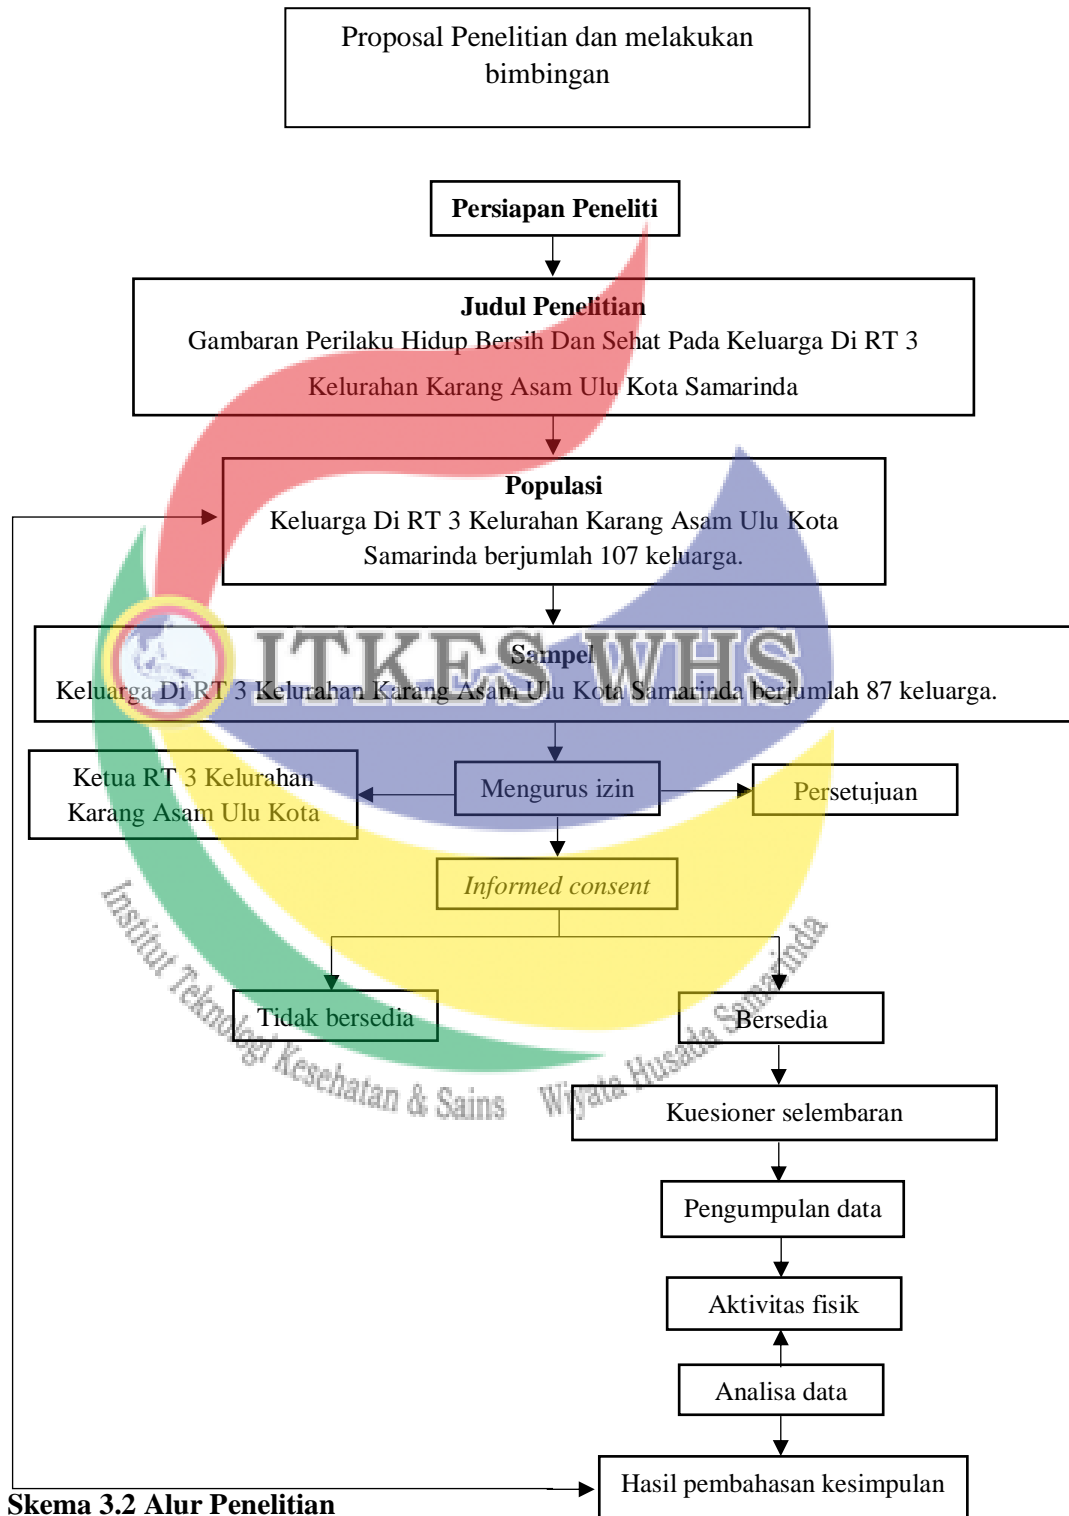 Proposal Penelitian dan melakukan
bimbingan
Persiapan Peneliti
Judul Penelitian
Gambaran Perilaku Hidup Bersih Dan Sehat Pada Keluarga Di RT 3
Kelurahan Karang Asam Ulu Kota Samarinda
Populasi
Keluarga Di RT 3 Kelurahan Karang Asam Ulu Kota
Samarinda berjumlah 107 keluarga.
ITKES WHS
Sampel
Keluarga Di RT 3 Kelurahan Karang Asam Ulu Kota Samarinda berjumlah 87 keluarga.
Ketua RT 3 Kelurahan
Karang Asam Ulu Kota
Mengurus izin
Persetujuan
Informed consent
Tidak bersedia
Bersedia
Institut Teknologi Kesehatan & Sains Wiyata Husada Samarinda
Kuesioner selembaran
Pengumpulan data
Aktivitas fisik
Analisa data
Hasil pembahasan kesimpulan
Skema 3.2 Alur Penelitian